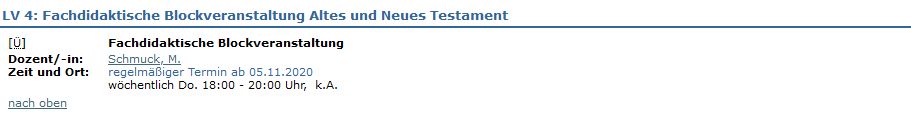 LV 4: Fachdidaktische Blockveranstaltung Altes und Neues Testament
[Ü] Fachdidaktische Blockveranstaltung
Dozent/-in: Schmuck, M.
Zeit und Ort: regelmäßiger Termin ab 05.11.2020
wöchentlich Do. 18:00 - 20:00 Uhr, k.A.
nach oben